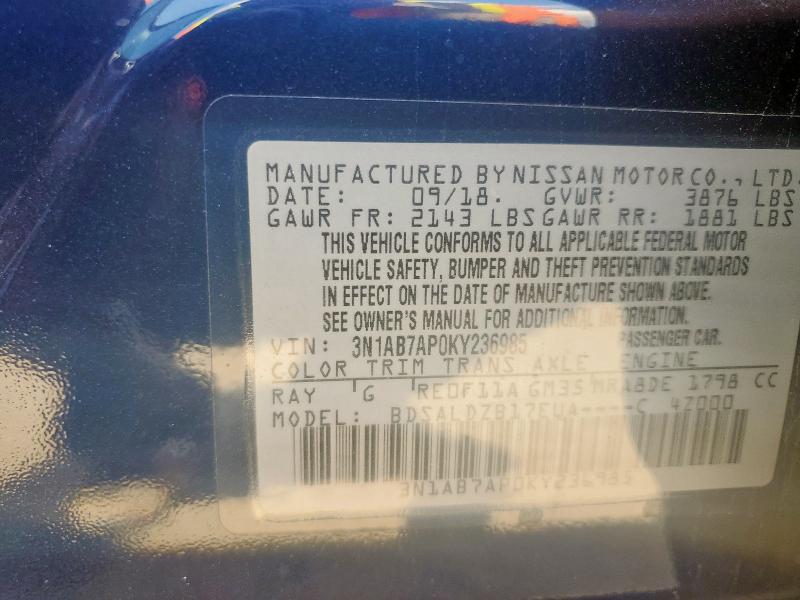 MANUFACTURED BY NISSAN MOTOR CO., LTD.
DATE: 09/18. GVWR: 3876 LBS
GAWR FR: 2143 LBS GAWR RR: 1881 LBS
THIS VEHICLE CONFORMS TO ALL APPLICABLE FEDERAL MOTOR
VEHICLE SAFETY, BUMPER AND THEFT PREVENTION STANDARDS
IN EFFECT ON THE DATE OF MANUFACTURE SHOWN ABOVE.
SEE OWNER'S MANUAL FOR ADDITIONAL INFORMATION.
VIN: 3N1AB7AP0KY236985 PASSENGER CAR.
COLOR TRIM TRANS AXLE ENGINE
RAY G RE0F11A GM35 MRA8DE 1798 CC
MODEL: BDSALDZB17EUA----C 4Z000
3N1AB7AP0KY236985